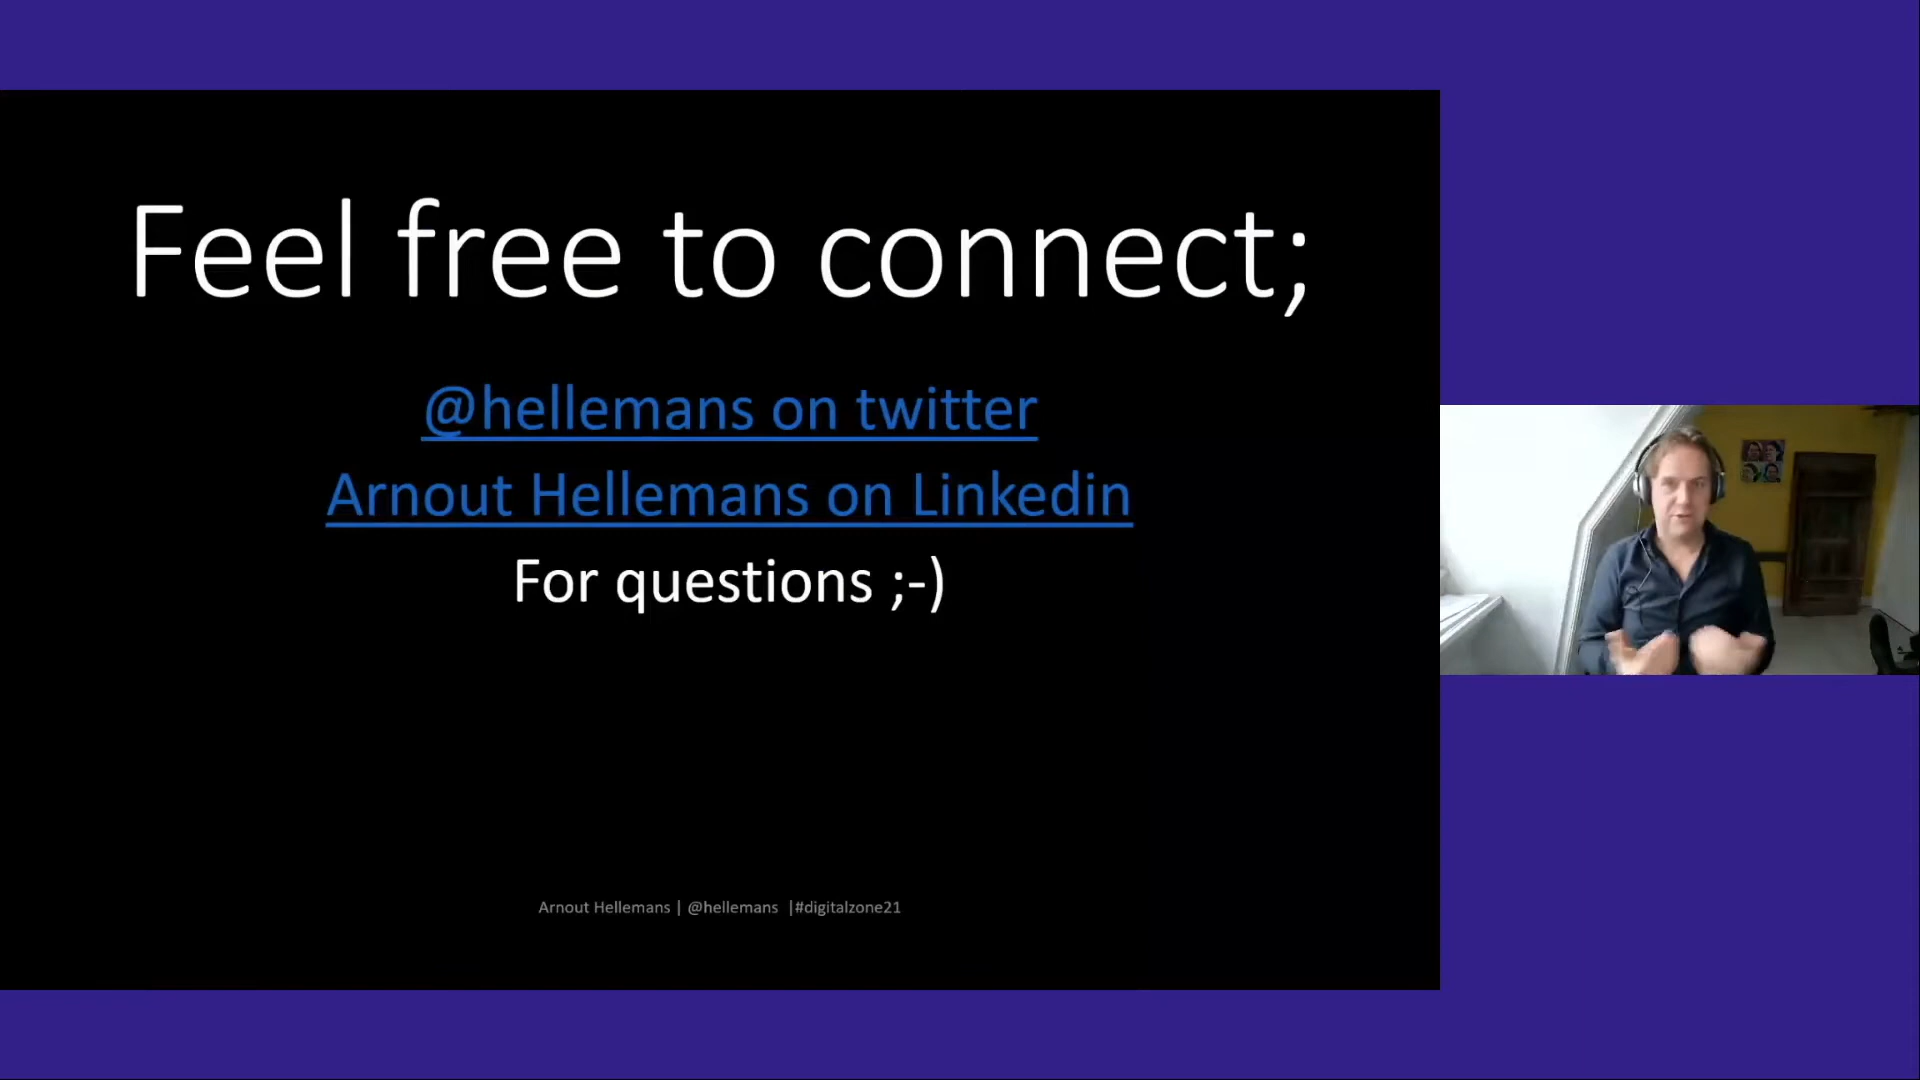 Feel free to connect;
@hellemans on twitter
Arnout Hellemans on Linkedin
For questions ;-)
Arnout Hellemans | @hellemans |#digitalzone21